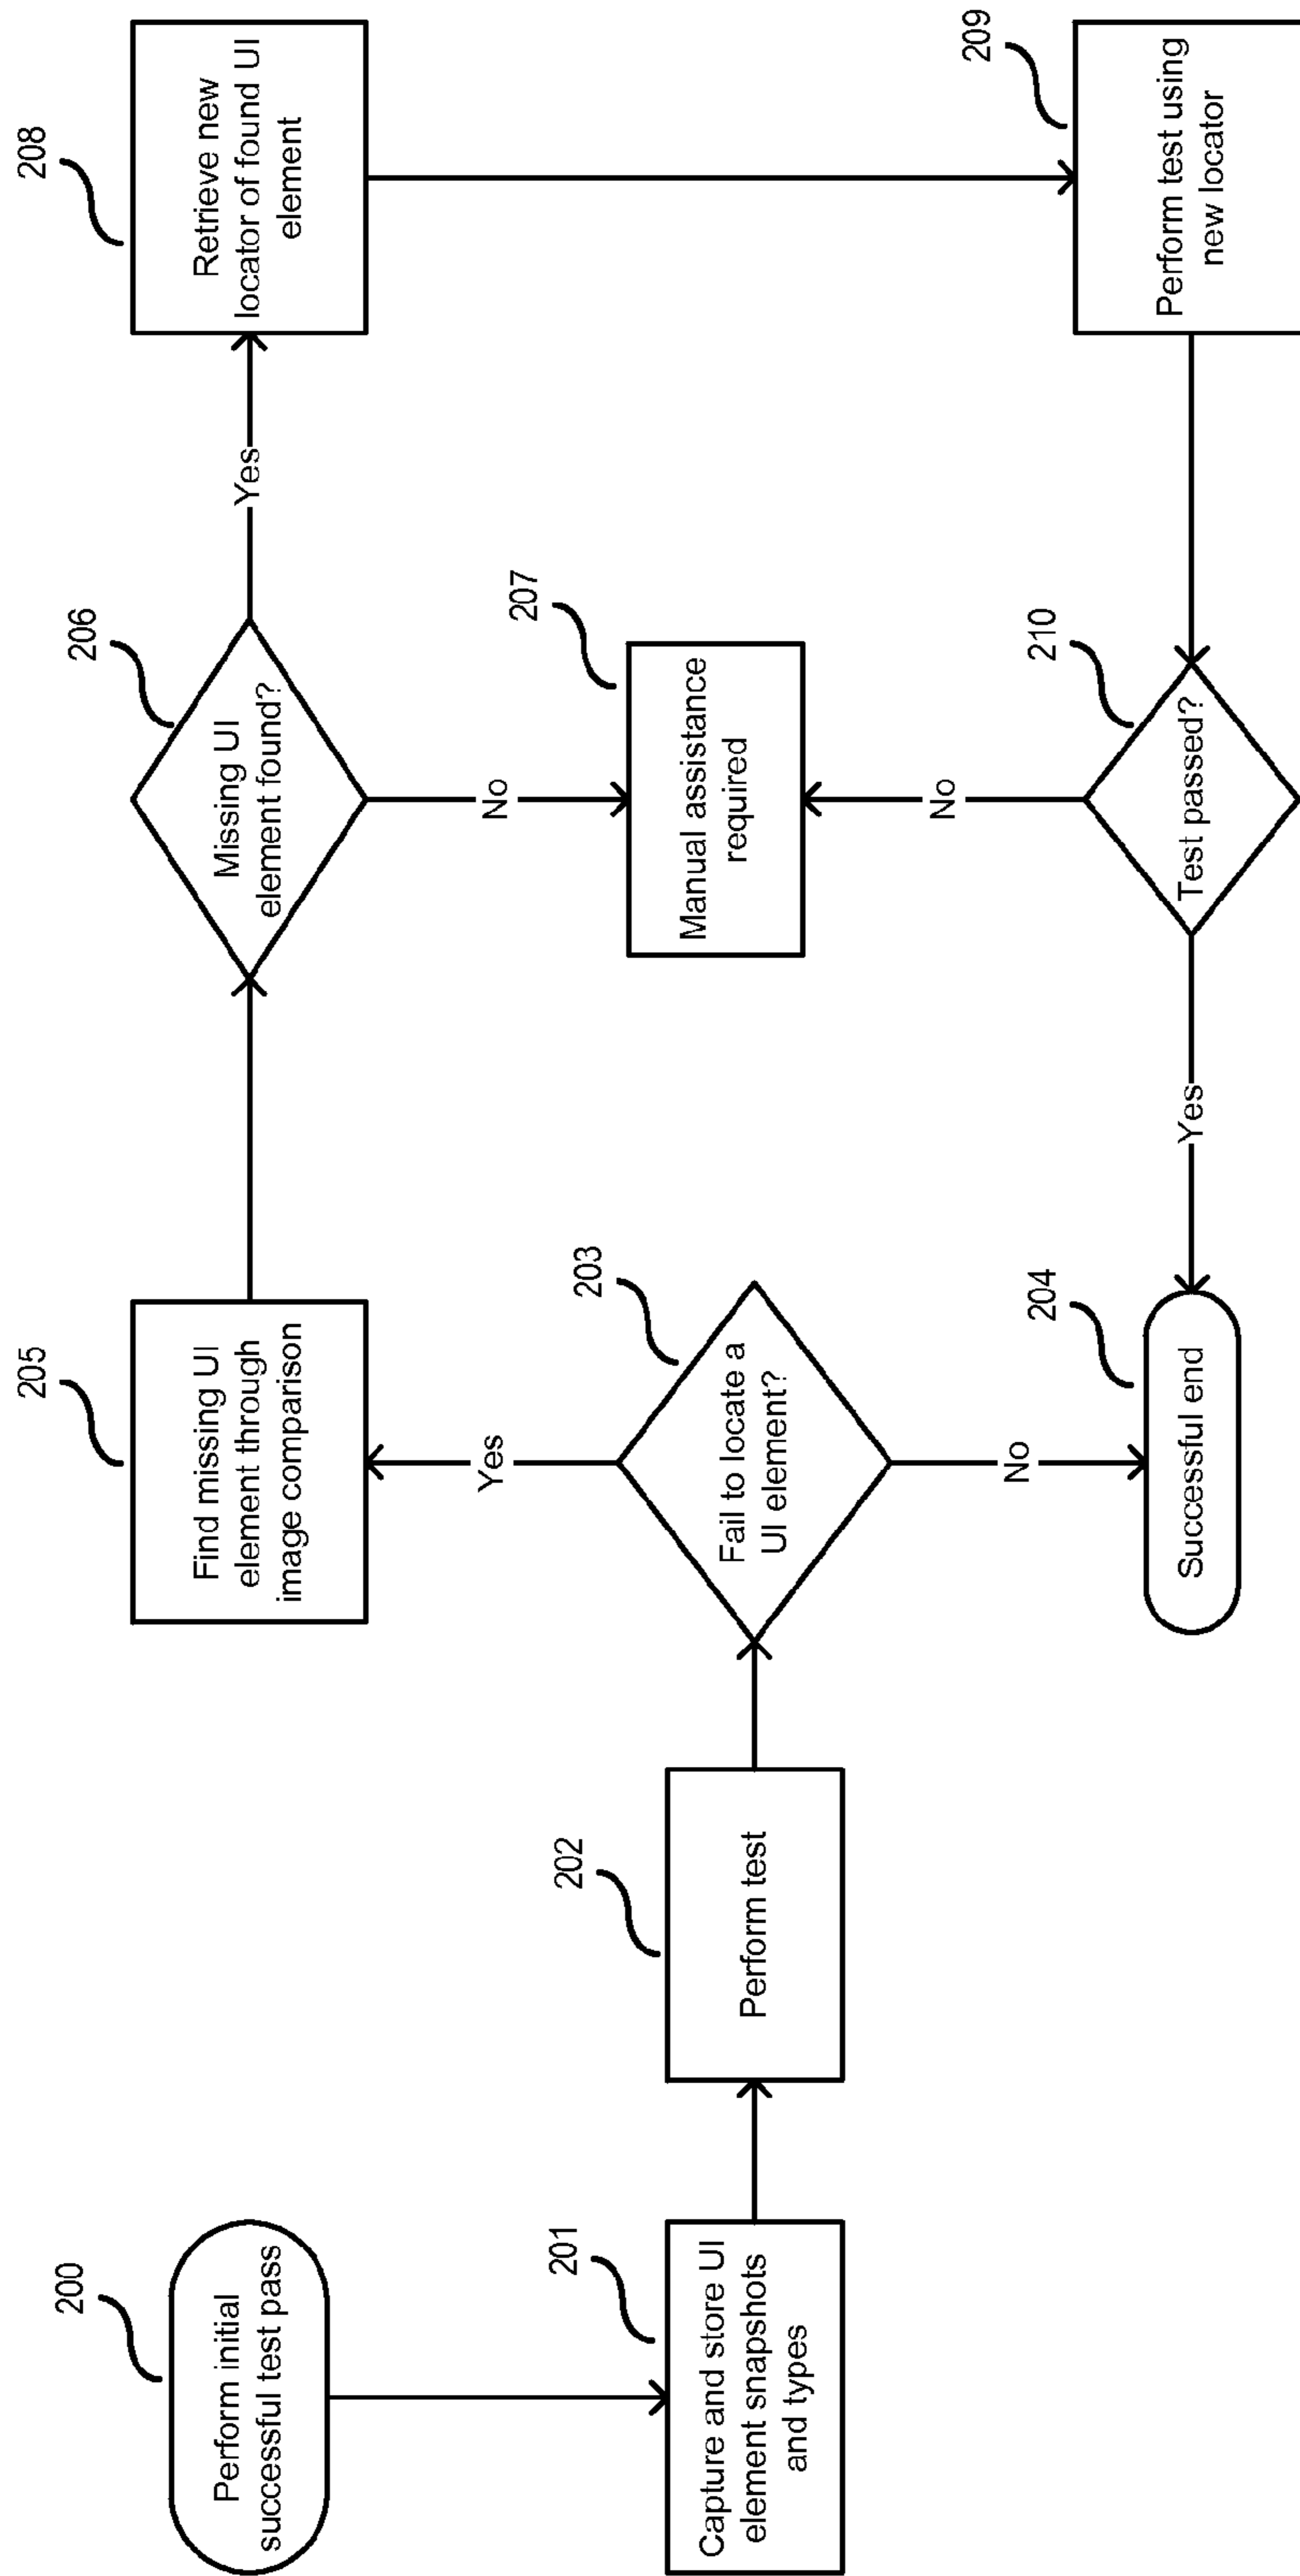 200
Perform initial
successful test pass
201
Capture and store UI
element snapshots
and types
202
Perform test
203
Fail to locate a
UI element?
Yes
No
204
Successful end
205
Find missing UI
element through
image comparison
206
Missing UI
element found?
No
Yes
207
Manual assistance
required
208
Retrieve new
locator of found UI
element
209
Perform test using
new locator
210
Test passed?
No
Yes